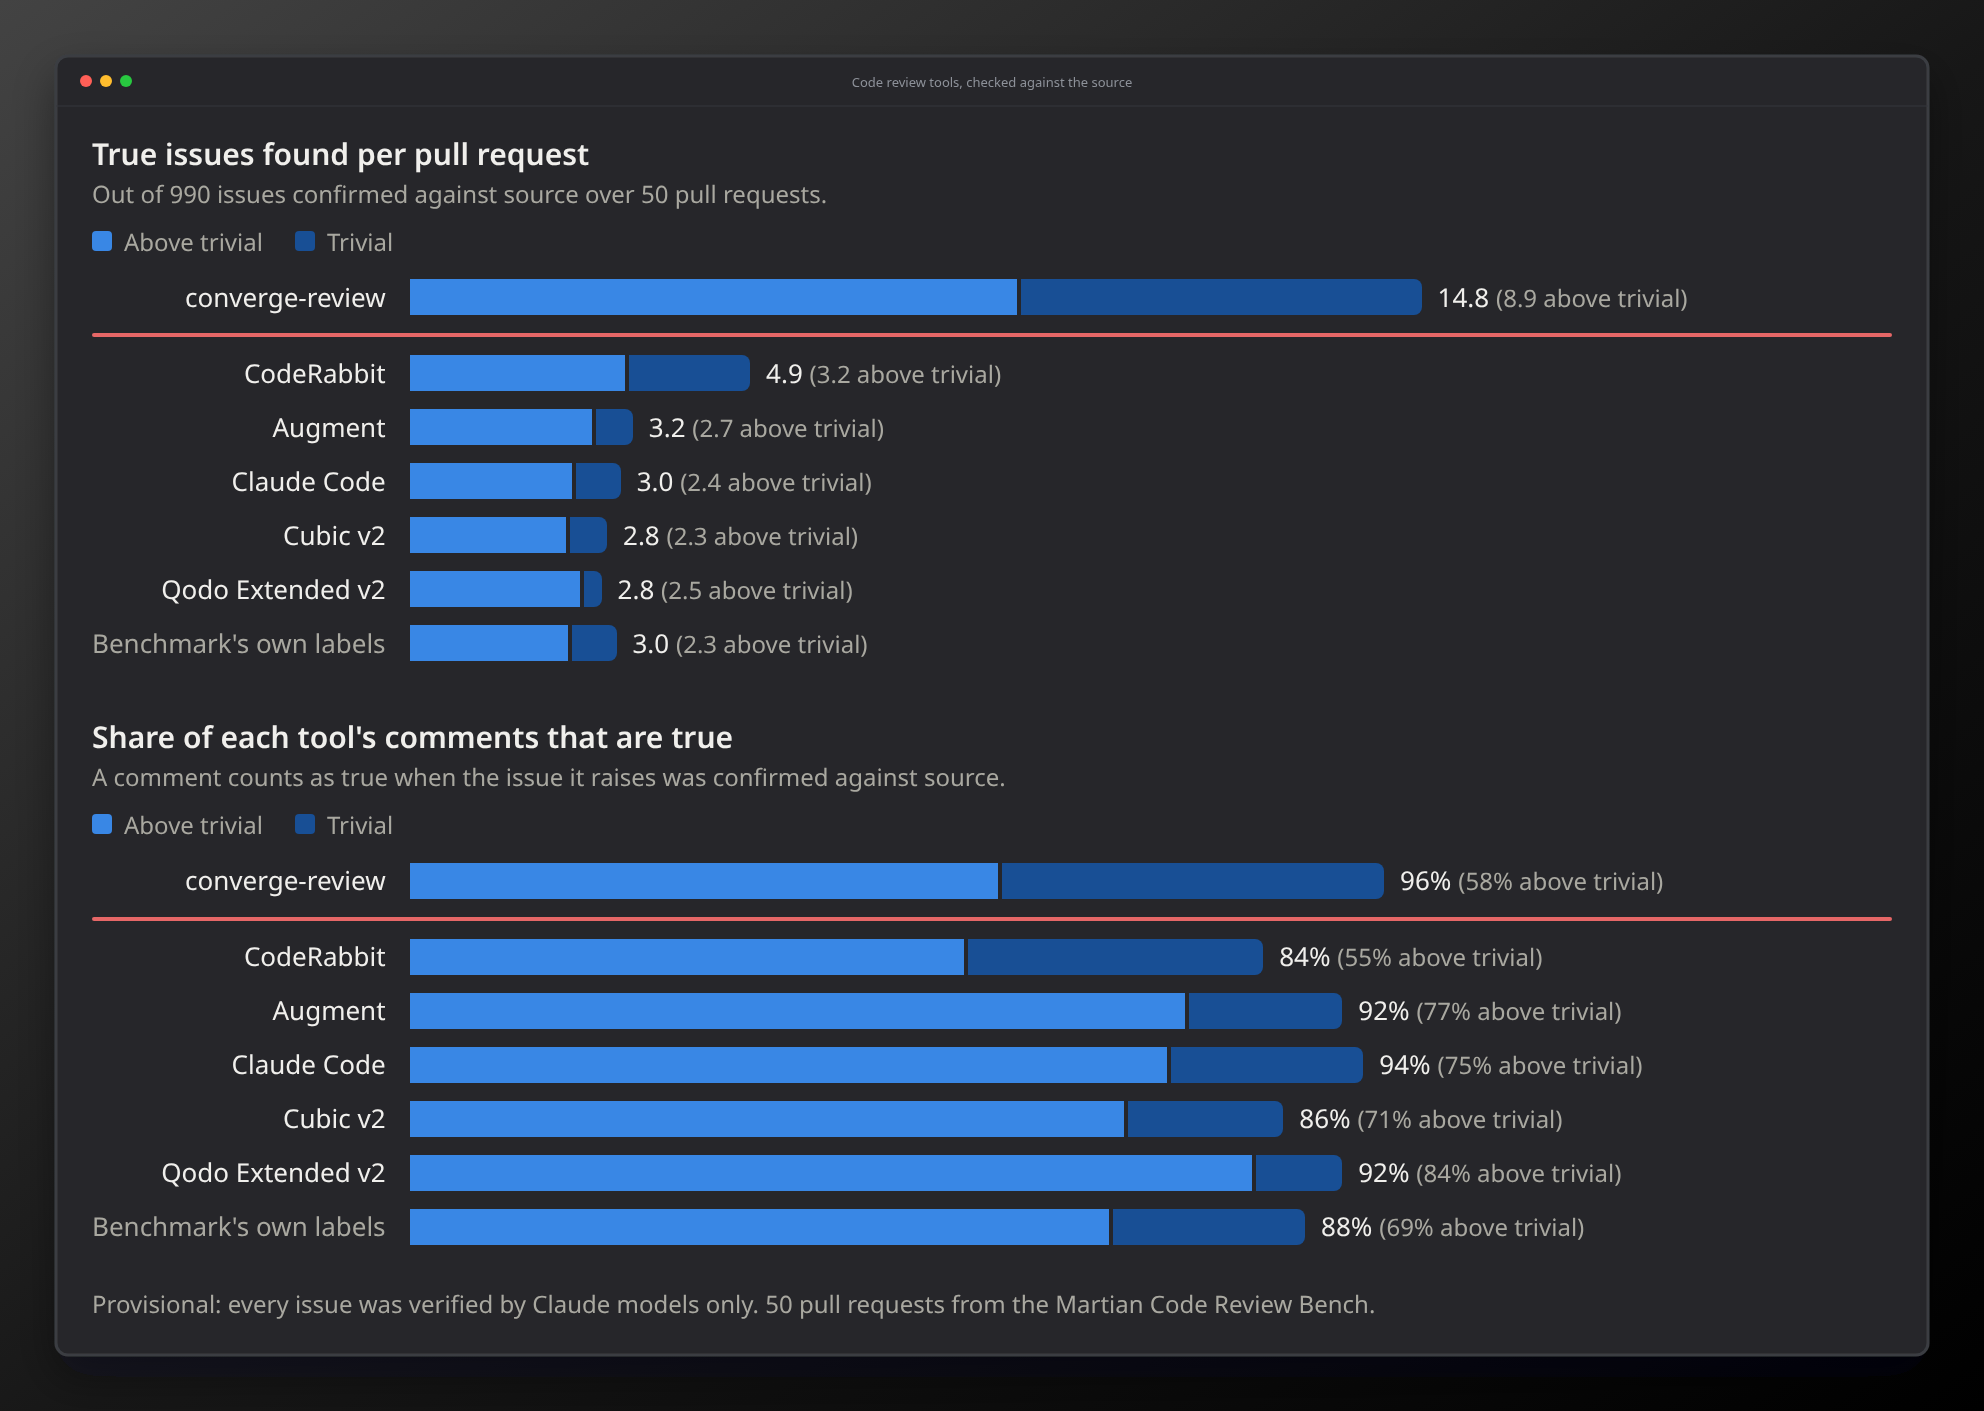 Code review tools, checked against the source
True issues found per pull request
Out of 990 issues confirmed against source over 50 pull requests.
Above trivial Trivial
converge-review 14.8 (8.9 above trivial)
CodeRabbit 4.9 (3.2 above trivial)
Augment 3.2 (2.7 above trivial)
Claude Code 3.0 (2.4 above trivial)
Cubic v2 2.8 (2.3 above trivial)
Qodo Extended v2 2.8 (2.5 above trivial)
Benchmark's own labels 3.0 (2.3 above trivial)
Share of each tool's comments that are true
A comment counts as true when the issue it raises was confirmed against source.
Above trivial Trivial
converge-review 96% (58% above trivial)
CodeRabbit 84% (55% above trivial)
Augment 92% (77% above trivial)
Claude Code 94% (75% above trivial)
Cubic v2 86% (71% above trivial)
Qodo Extended v2 92% (84% above trivial)
Benchmark's own labels 88% (69% above trivial)
Provisional: every issue was verified by Claude models only. 50 pull requests from the Martian Code Review Bench.